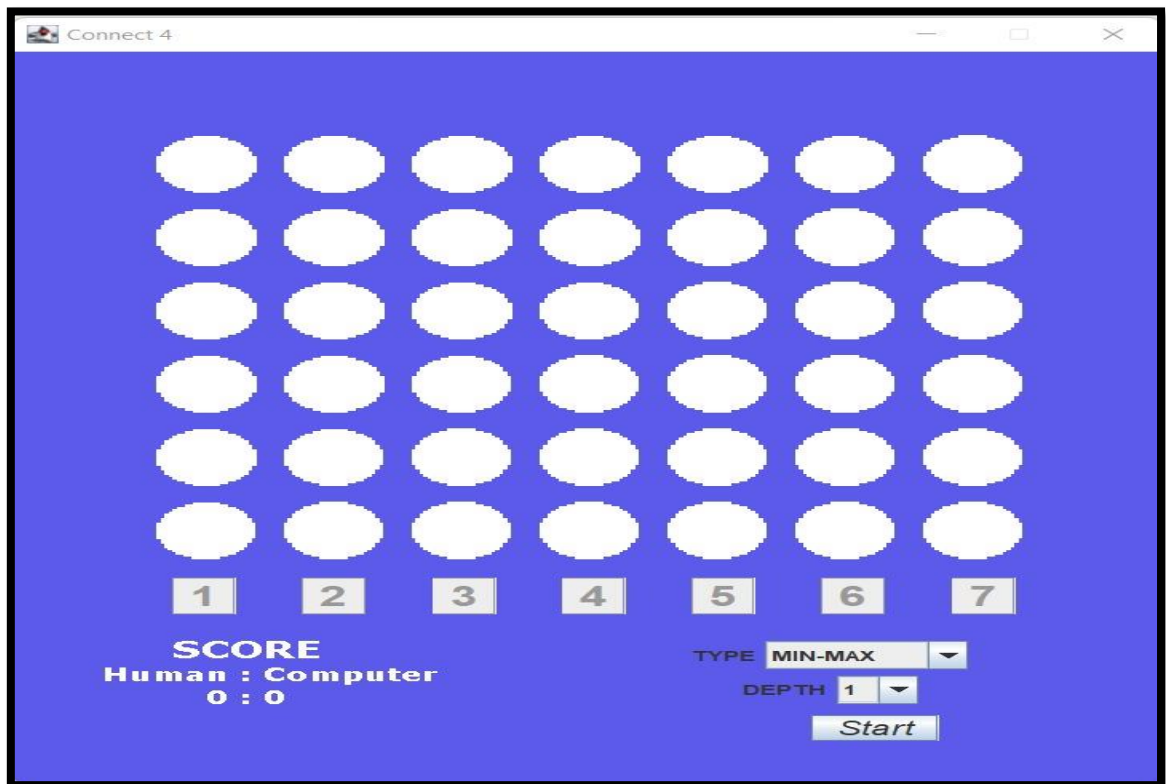 Connect 4
1 2 3 4 5 6 7
SCORE
Human : Computer
0 : 0
TYPE MIN-MAX
DEPTH 1
Start